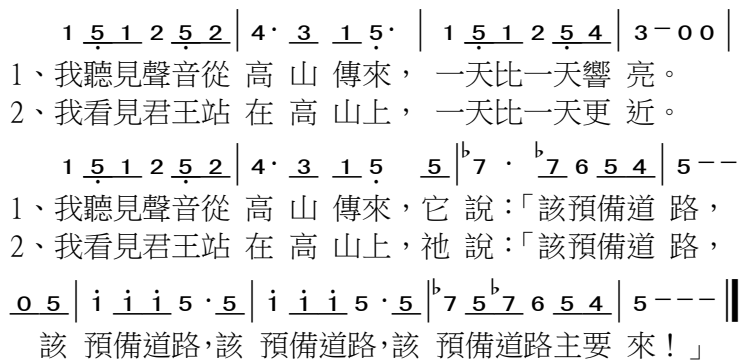 1 5̣ 1 2 5̣ 2 | 4· 3 1 5̣· | 1 5̣ 1 2 5̣ 4 | 3 － 0 0 |
1、我聽見聲音從 高 山 傳來， 一天比一天響 亮。
2、我看見君王站 在 高 山上， 一天比一天更 近。
1 5̣ 1 2 5̣ 2 | 4· 3 1 5̣ 5 | ♭7 · ♭7 6 5 4 | 5 － －
1、我聽見聲音從 高 山 傳來，它 說：「該預備道 路，
2、我看見君王站 在 高 山上，祂 說：「該預備道 路，
0 5 | i i i 5 · 5 | i i i 5 · 5 | ♭7 5 ♭7 6 5 4 | 5 － － － ‖
該 預備道路，該 預備道路，該 預備道路主要 來！」